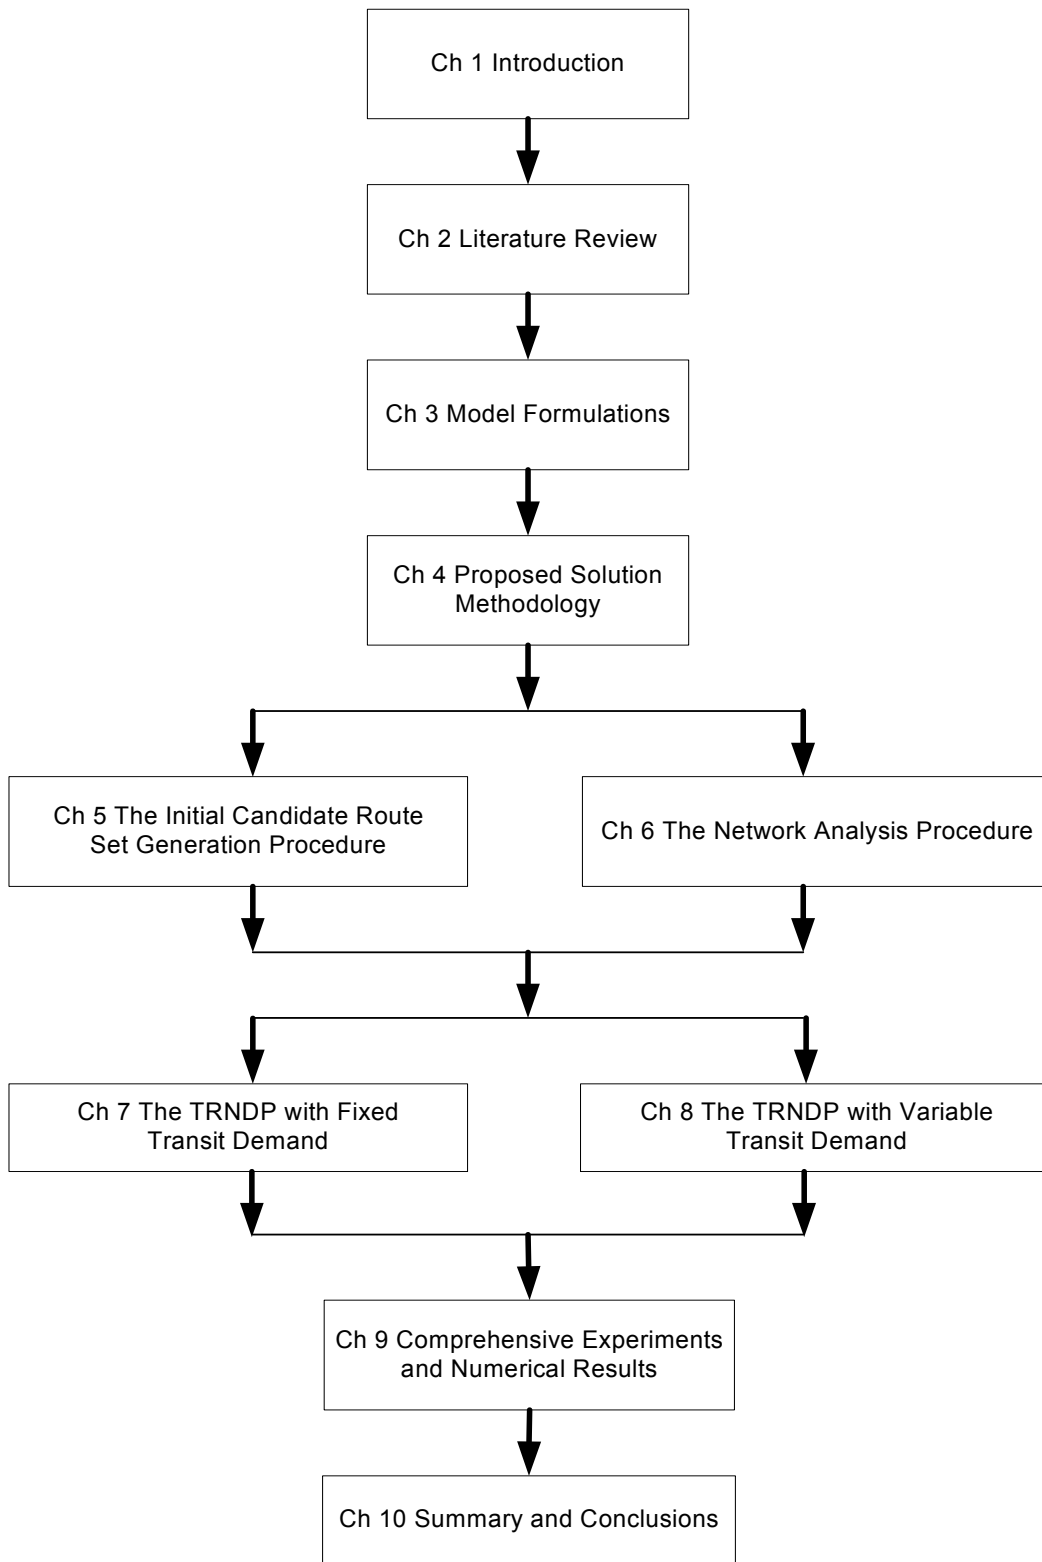 Ch 1 Introduction
Ch 2 Literature Review
Ch 3 Model Formulations
Ch 4 Proposed Solution
Methodology
Ch 5 The Initial Candidate Route
Set Generation Procedure
Ch 6 The Network Analysis Procedure
Ch 7 The TRNDP with Fixed
Transit Demand
Ch 8 The TRNDP with Variable
Transit Demand
Ch 9 Comprehensive Experiments
and Numerical Results
Ch 10 Summary and Conclusions